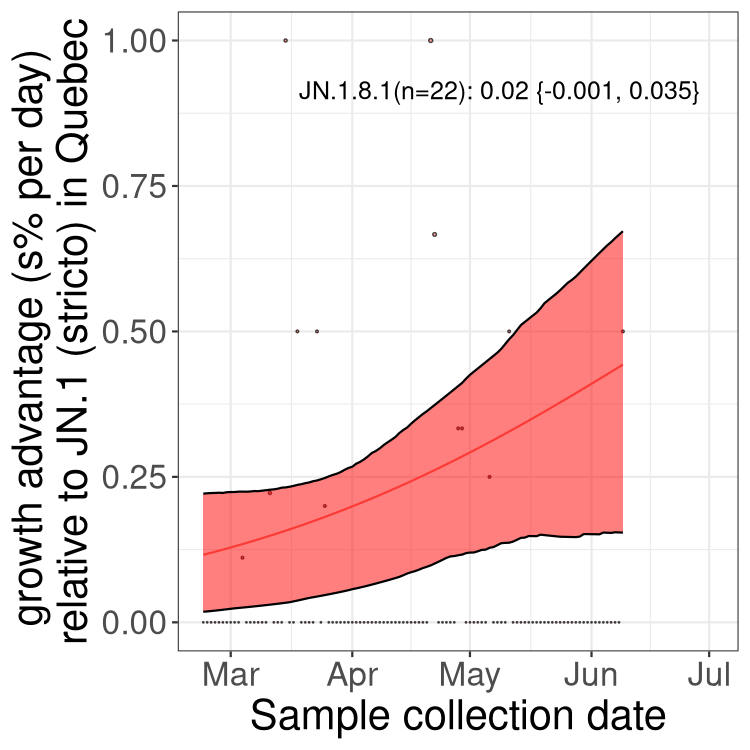 growth advantage (s% per day)
relative to JN.1 (stricto) in Quebec
1.00
0.75
0.50
0.25
0.00
JN.1.8.1(n=22): 0.02 {-0.001, 0.035}
Mar Apr May Jun Jul
Sample collection date